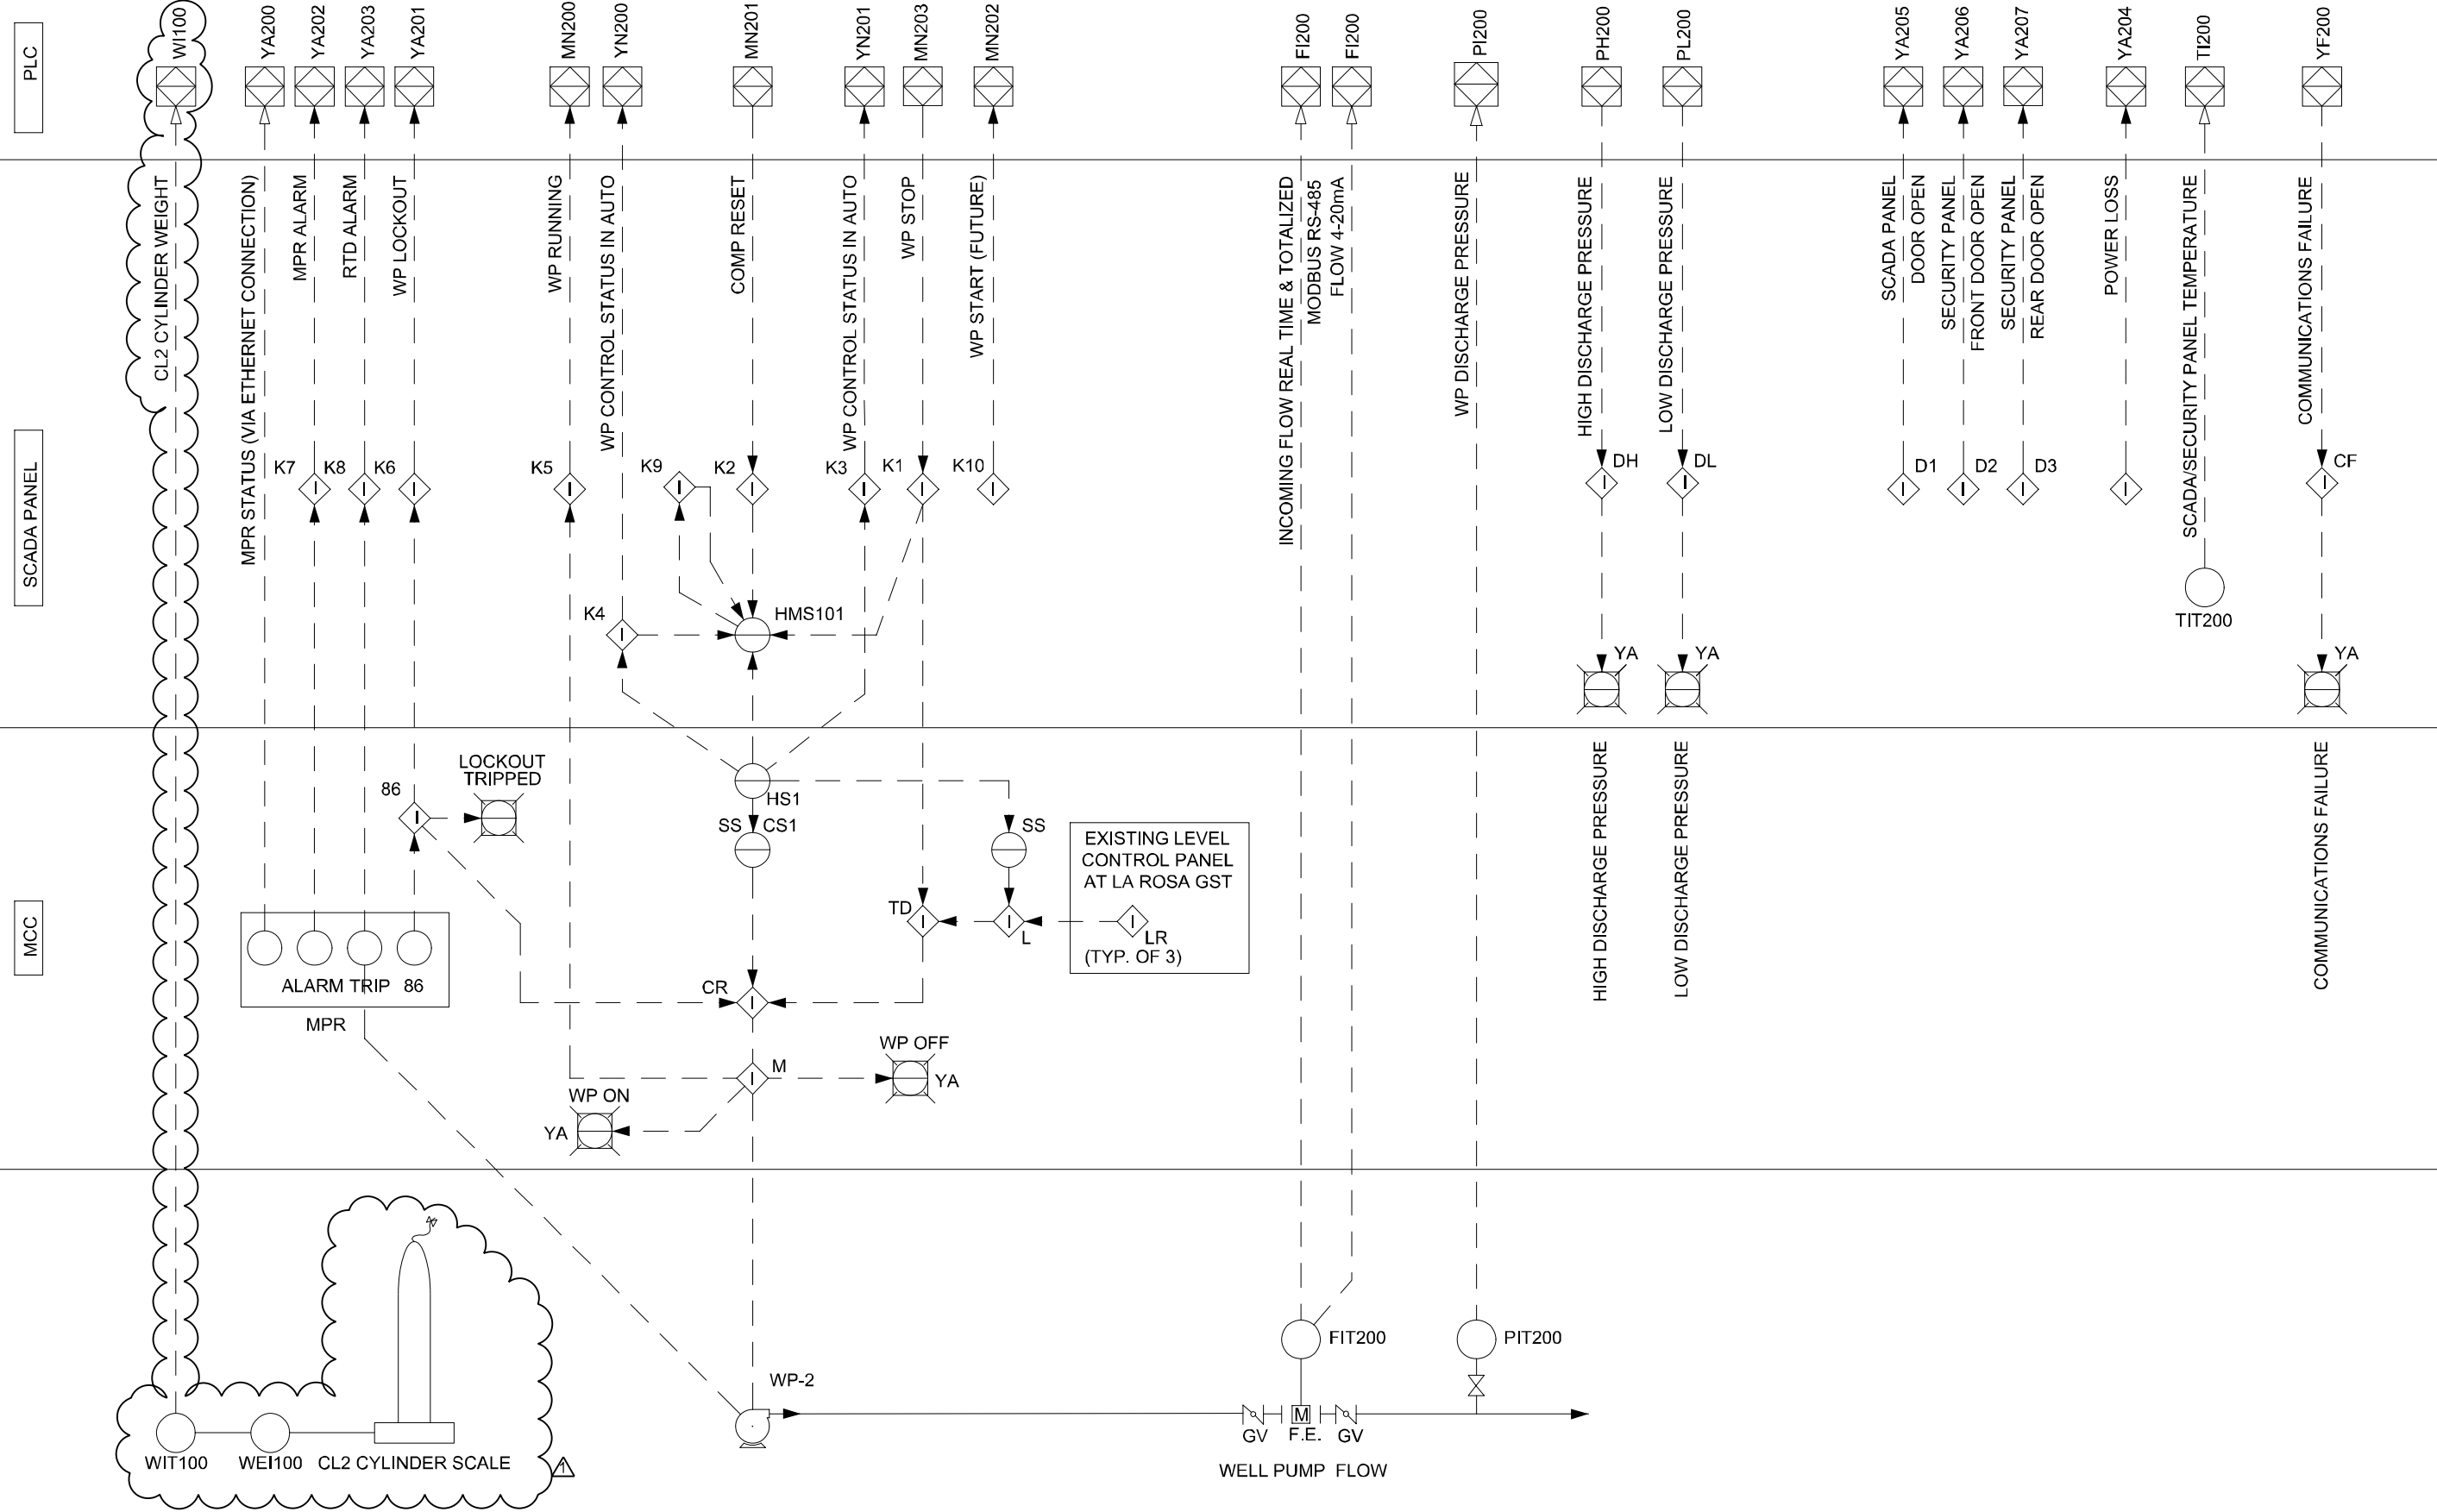 PLC
WI100
YA200
YA202
YA203
YA201
MN200
YN200
MN201
YN201
MN203
MN202
FI200
FI200
PI200
PH200
PL200
YA205
YA206
YA207
YA204
TI200
YF200
SCADA PANEL
CL2 CYLINDER WEIGHT
MPR STATUS (VIA ETHERNET CONNECTION)
MPR ALARM
RTD ALARM
WP LOCKOUT
WP RUNNING
WP CONTROL STATUS IN AUTO
COMP RESET
WP CONTROL STATUS IN AUTO
WP STOP
WP START (FUTURE)
INCOMING FLOW REAL TIME & TOTALIZED
MODBUS RS-485
FLOW 4-20mA
WP DISCHARGE PRESSURE
HIGH DISCHARGE PRESSURE
LOW DISCHARGE PRESSURE
SCADA PANEL
DOOR OPEN
SECURITY PANEL
FRONT DOOR OPEN
SECURITY PANEL
REAR DOOR OPEN
POWER LOSS
SCADA/SECURITY PANEL TEMPERATURE
COMMUNICATIONS FAILURE
K7
K8
K6
K5
K9
K2
K3
K1
K10
DH
DL
D1
D2
D3
CF
K4
HMS101
TIT200
YA
YA
YA
MCC
LOCKOUT
TRIPPED
86
HS1
SS
CS1
SS
EXISTING LEVEL
CONTROL PANEL
AT LA ROSA GST
LR
(TYP. OF 3)
TD
L
HIGH DISCHARGE PRESSURE
LOW DISCHARGE PRESSURE
COMMUNICATIONS FAILURE
ALARM TRIP 86
MPR
CR
M
WP OFF
YA
WP ON
YA
WP-2
FIT200
PIT200
M
GV
F.E.
GV
WELL PUMP FLOW
WIT100
WEI100
CL2 CYLINDER SCALE
1